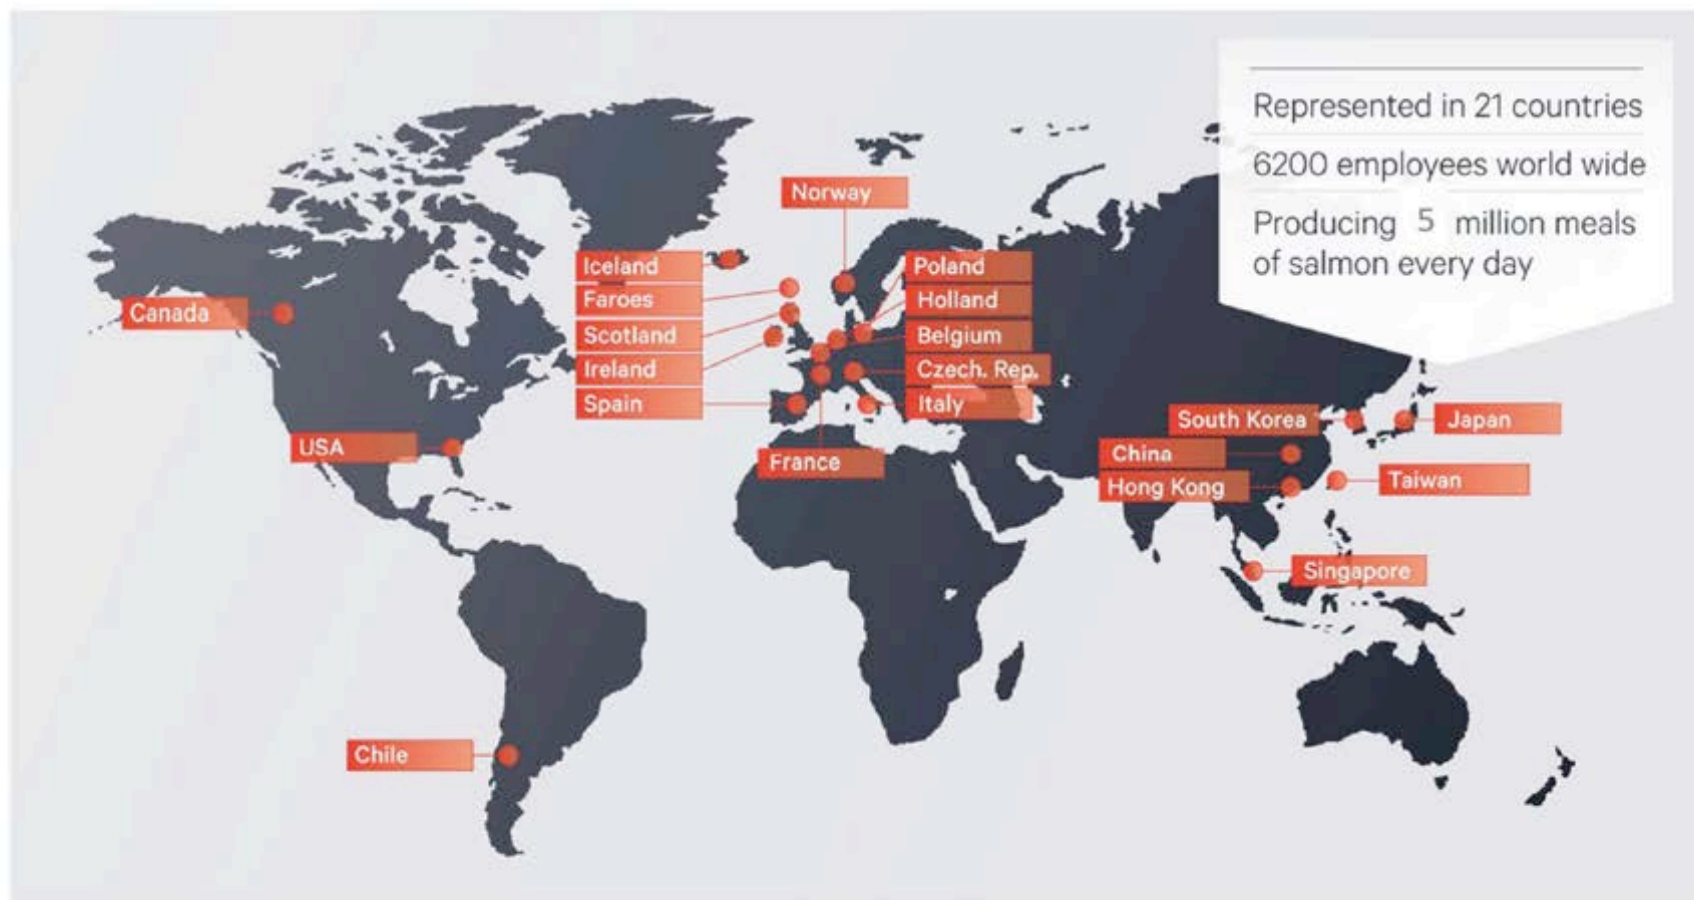 Represented in 21 countries
6200 employees world wide
Producing 5 million meals
of salmon every day
Norway
Iceland
Poland
Faroes
Holland
Canada
Scotland
Belgium
Ireland
Czech. Rep.
Spain
Italy
South Korea
Japan
USA
China
France
Hong Kong
Taiwan
Singapore
Chile